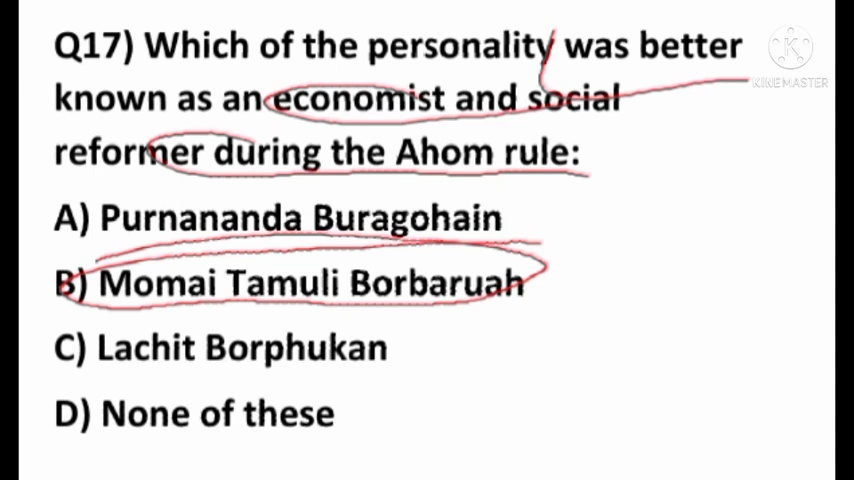 Q17) Which of the personality was better
known as an economist and social
reformer during the Ahom rule:
A) Purnananda Buragohain
B) Momai Tamuli Borbaruah
C) Lachit Borphukan
D) None of these
K
KINEMASTER